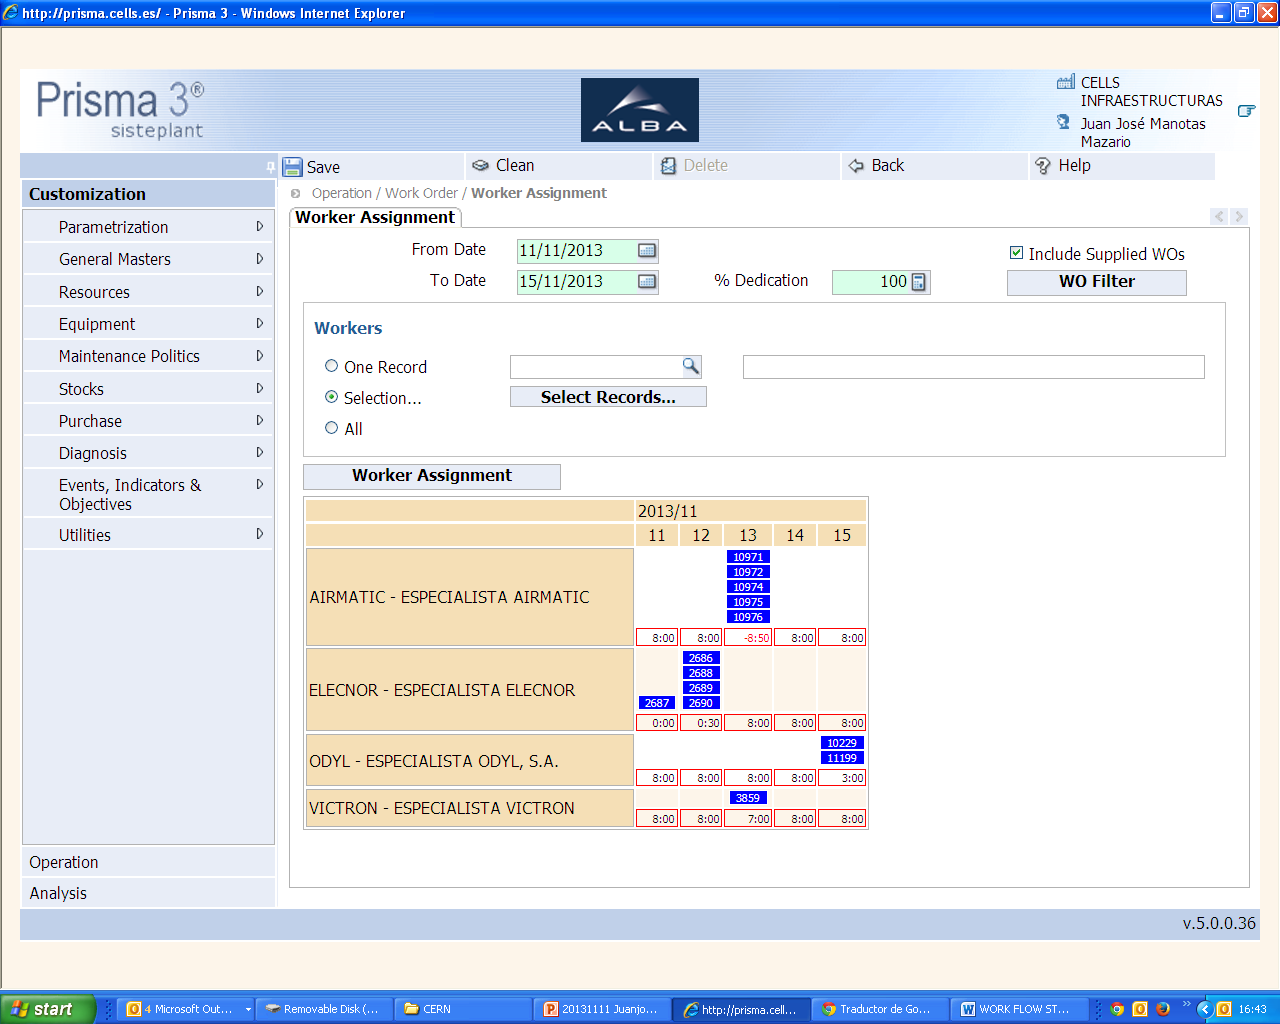 http://prisma.cells.es/ - Prisma 3 - Windows Internet Explorer
Prisma 3®
sisteplant
ALBA
CELLS
INFRAESTRUCTURAS
Juan José Manotas
Mazario
Save
Clean
Delete
Back
Help
Customization
Parametrization
General Masters
Resources
Equipment
Maintenance Politics
Stocks
Purchase
Diagnosis
Events, Indicators &
Objectives
Utilities
Operation
Analysis
Operation / Work Order / Worker Assignment
Worker Assignment
From Date 11/11/2013
Include Supplied WOs
To Date 15/11/2013 % Dedication 100
WO Filter
Workers
One Record
Selection...
Select Records...
All
Worker Assignment
2013/11
11 12 13 14 15
AIRMATIC - ESPECIALISTA AIRMATIC
10971
10972
10974
10975
10976
8:00 8:00 -8:50 8:00 8:00
ELECNOR - ESPECIALISTA ELECNOR
2686
2688
2689
2687 2690
0:00 0:30 8:00 8:00 8:00
ODYL - ESPECIALISTA ODYL, S.A.
10229
11199
8:00 8:00 8:00 8:00 3:00
VICTRON - ESPECIALISTA VICTRON
3859
8:00 8:00 7:00 8:00 8:00
v.5.0.0.36
start
4 Microsoft Out...
Removable Disk (...
CERN
20131111 Juanjo...
http://prisma.cell...
Traductor de Go...
WORK FLOW ST...
16:43